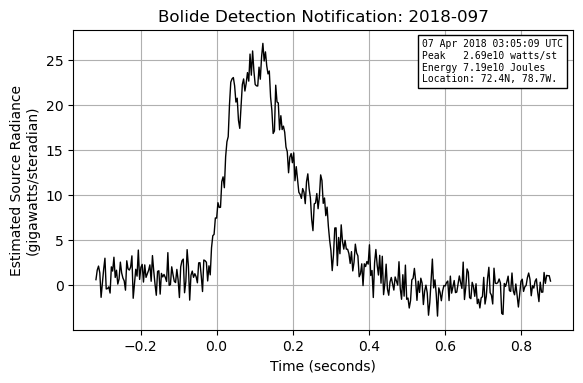 Bolide Detection Notification: 2018-097
07 Apr 2018 03:05:09 UTC
Peak   2.69e10 watts/st
Energy 7.19e10 Joules
Location: 72.4N, 78.7W.
Estimated Source Radiance
(gigawatts/steradian)
25
20
15
10
5
0
−0.2
0.0
0.2
0.4
0.6
0.8
Time (seconds)